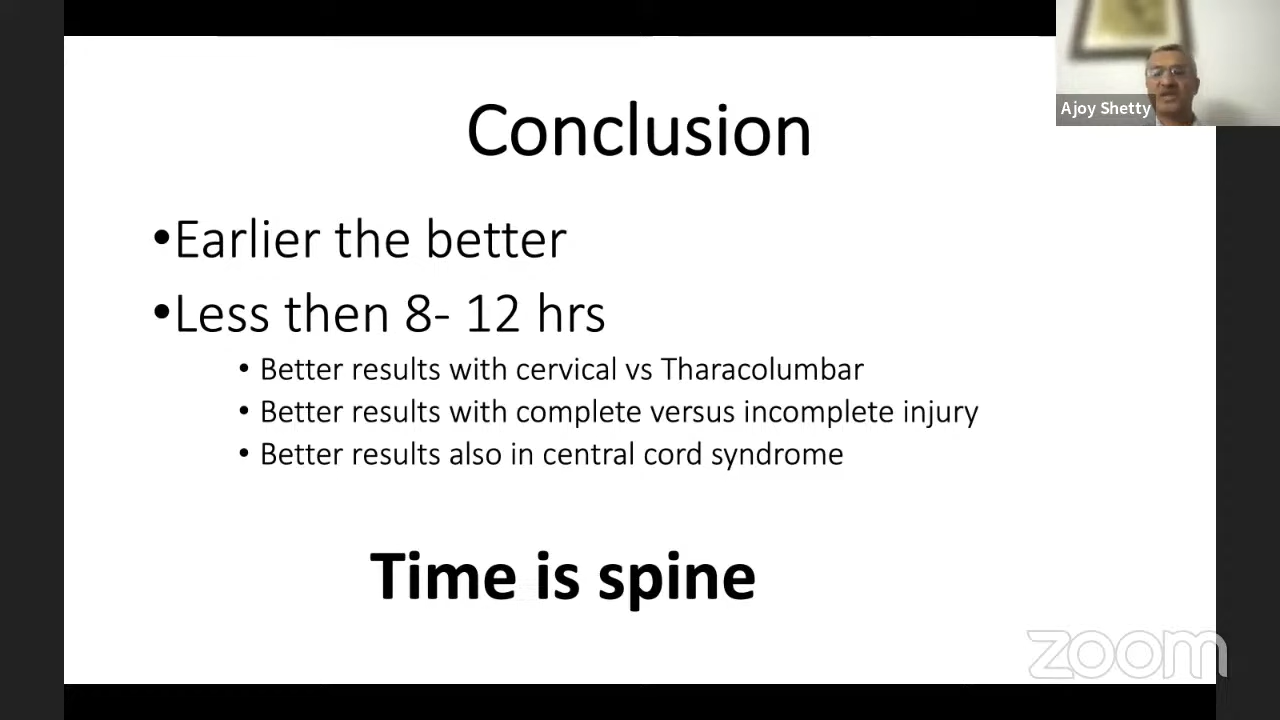 Ajoy Shetty
Conclusion
•Earlier the better
•Less then 8- 12 hrs
• Better results with cervical vs Tharacolumbar
• Better results with complete versus incomplete injury
• Better results also in central cord syndrome
Time is spine
zoom